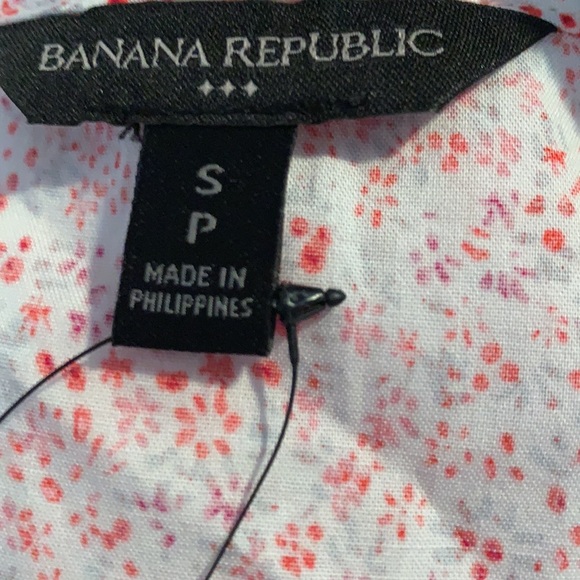 BANANA REPUBLIC
S
P
MADE IN
PHILIPPINES